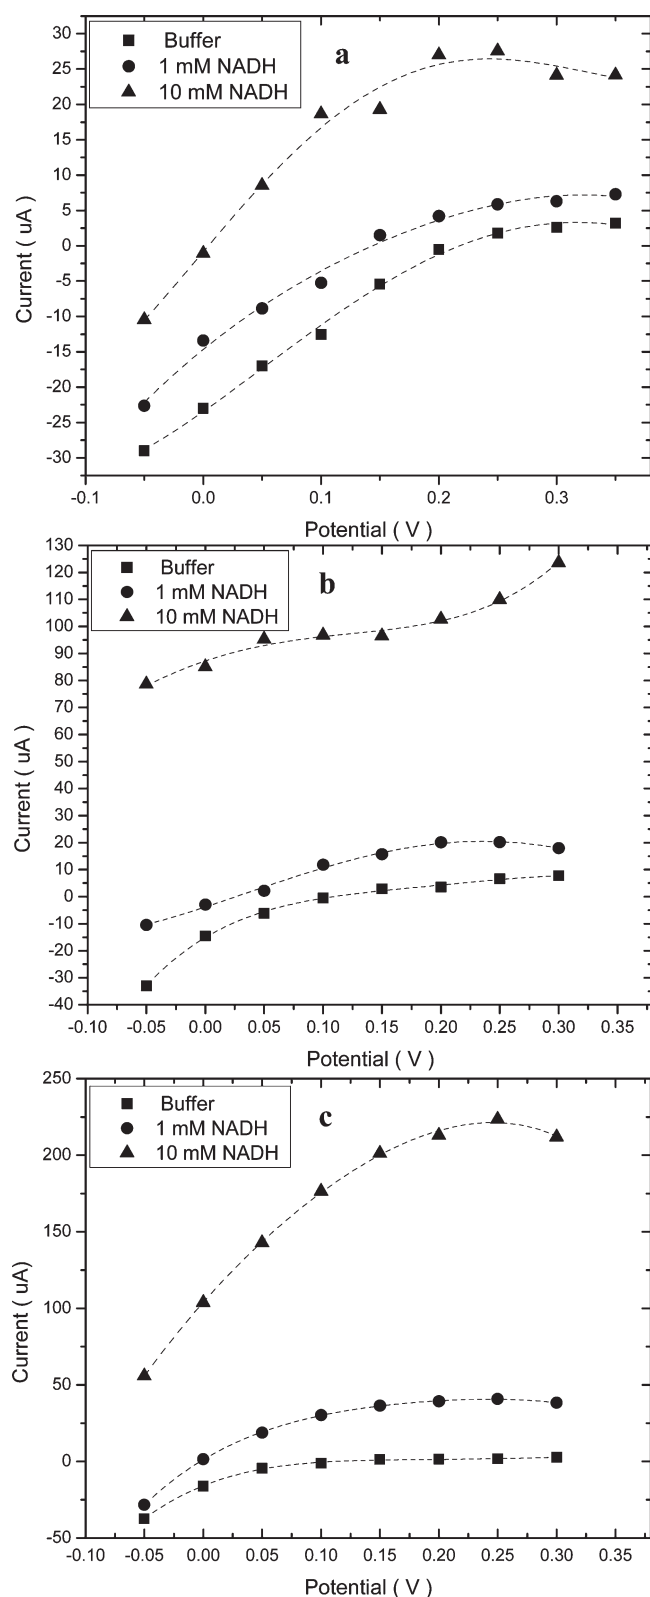 a
Buffer
1 mM NADH
10 mM NADH
30
25
20
15
10
5
0
-5
-10
-15
-20
-25
-30
Current ( uA)
-0.1 0.0 0.1 0.2 0.3
Potential ( V )
b
Buffer
1 mM NADH
10 mM NADH
130
120
110
100
90
80
70
60
50
40
30
20
10
0
-10
-20
-30
-40
Current ( uA )
-0.10 -0.05 0.00 0.05 0.10 0.15 0.20 0.25 0.30 0.35
Potential ( V )
c
Buffer
1 mM NADH
10 mM NADH
250
200
150
100
50
0
-50
Current ( uA)
-0.10 -0.05 0.00 0.05 0.10 0.15 0.20 0.25 0.30 0.35
Potential ( V )